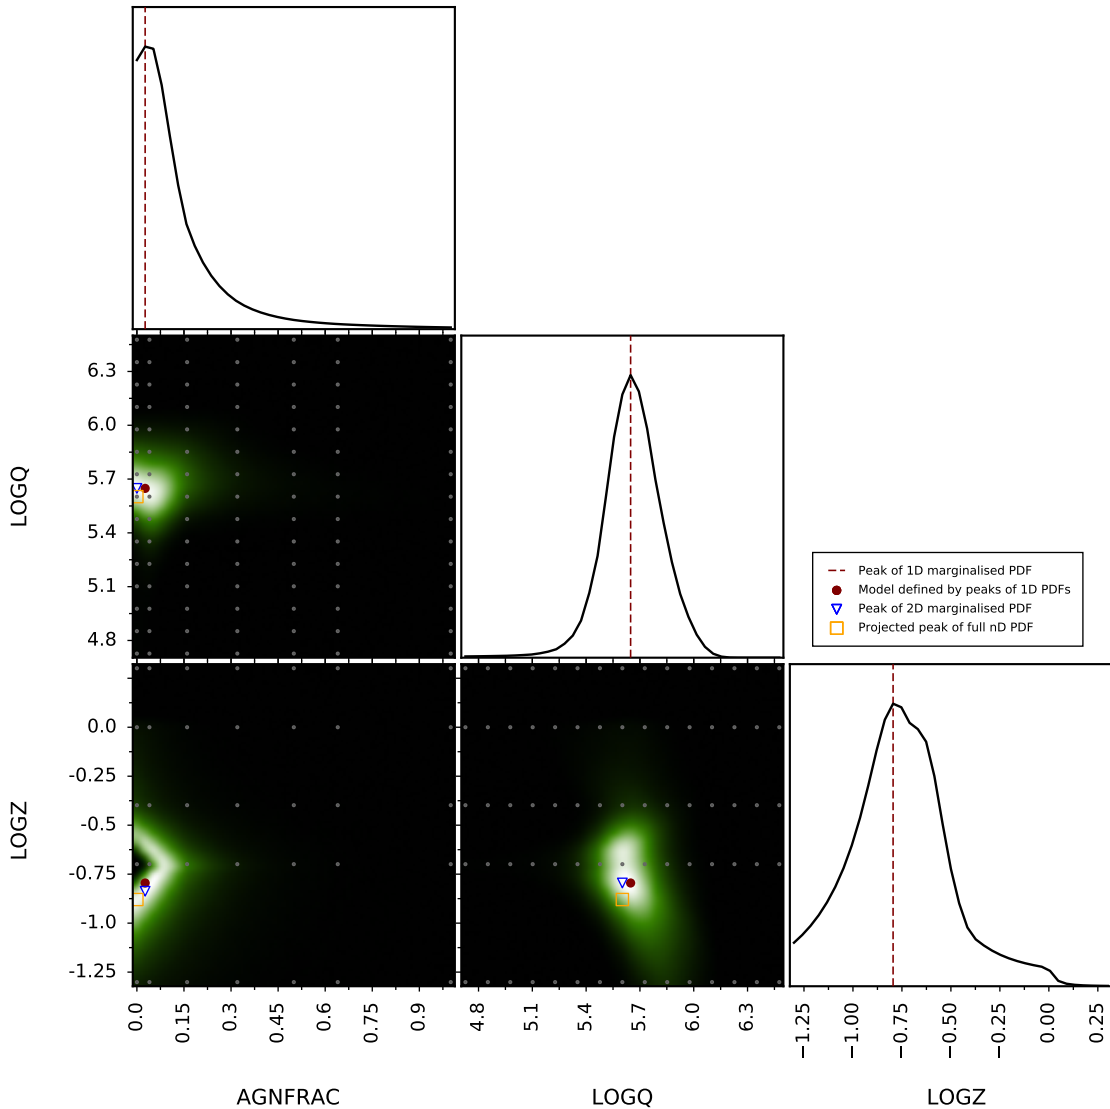 LOGQ
6.3
6.0
5.7
5.4
5.1
4.8
Peak of 1D marginalised PDF
Model defined by peaks of 1D PDFs
Peak of 2D marginalised PDF
Projected peak of full nD PDF
LOGZ
0.0
-0.25
-0.5
-0.75
-1.0
-1.25
0.0 0.15 0.3 0.45 0.6 0.75 0.9
4.8 5.1 5.4 5.7 6.0 6.3
−1.25 −1.00 −0.75 −0.50 −0.25 0.00 0.25
AGNFRAC LOGQ LOGZ